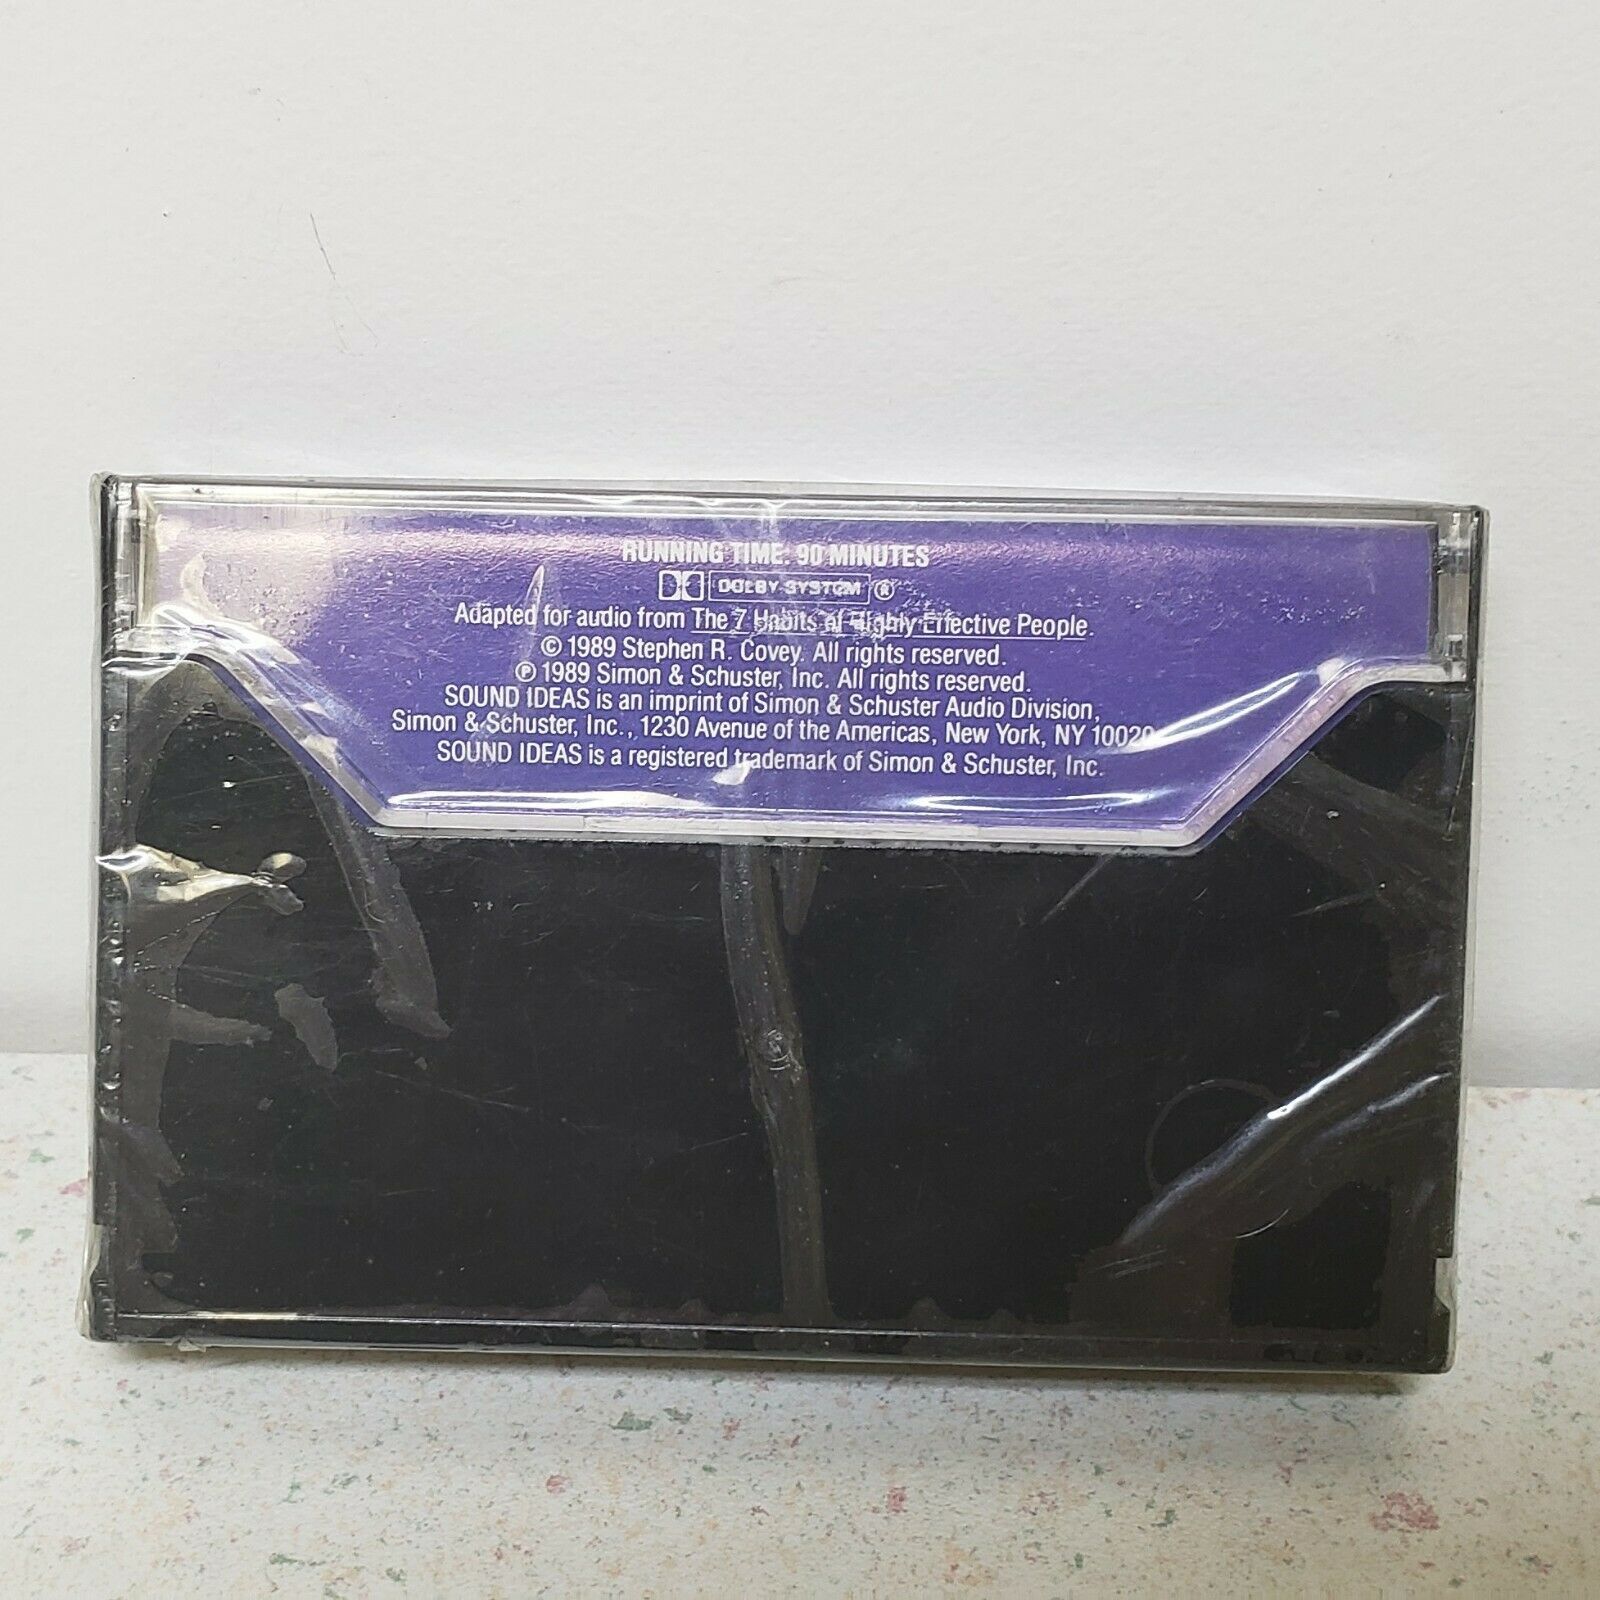 RUNNING TIME: 90 MINUTES
DOLBY SYSTEM ®
Adapted for audio from The 7 Habits of Highly Effective People.
© 1989 Stephen R. Covey. All rights reserved.
℗ 1989 Simon & Schuster, Inc. All rights reserved.
SOUND IDEAS is an imprint of Simon & Schuster Audio Division,
Simon & Schuster, Inc., 1230 Avenue of the Americas, New York, NY 10020
SOUND IDEAS is a registered trademark of Simon & Schuster, Inc.